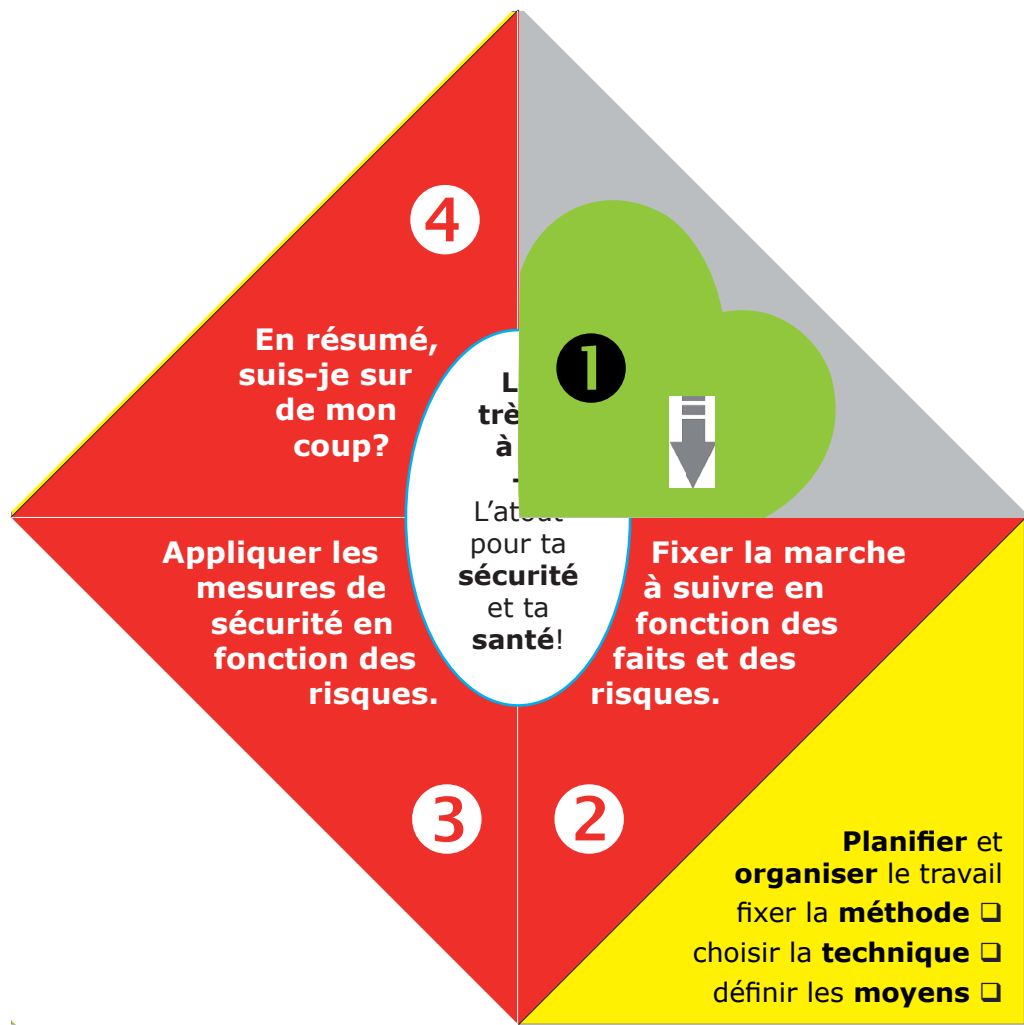 4
En résumé,
suis-je sur
de mon
coup?
1
L
trè
à
-
L'atout
pour ta
sécurité
et ta
santé!
Appliquer les
mesures de
sécurité en
fonction des
risques.
3
Fixer la marche
à suivre en
fonction des
faits et des
risques.
2
Planifier et
organiser le travail
fixer la méthode ❑
choisir la technique ❑
définir les moyens ❑